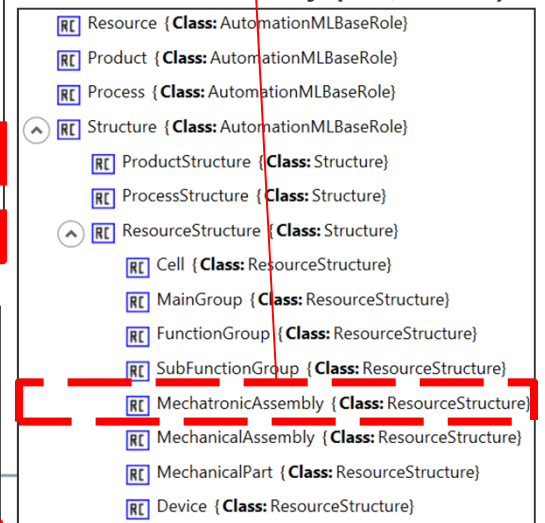 RC Resource {Class: AutomationMLBaseRole}
RC Product {Class: AutomationMLBaseRole}
RC Process {Class: AutomationMLBaseRole}
RC Structure {Class: AutomationMLBaseRole}
RC ProductStructure {Class: Structure}
RC ProcessStructure {Class: Structure}
RC ResourceStructure {Class: Structure}
RC Cell {Class: ResourceStructure}
RC MainGroup {Class: ResourceStructure}
RC FunctionGroup {Class: ResourceStructure}
RC SubFunctionGroup {Class: ResourceStructure}
RC MechatronicAssembly {Class: ResourceStructure}
RC MechanicalAssembly {Class: ResourceStructure}
RC MechanicalPart {Class: ResourceStructure}
RC Device {Class: ResourceStructure}